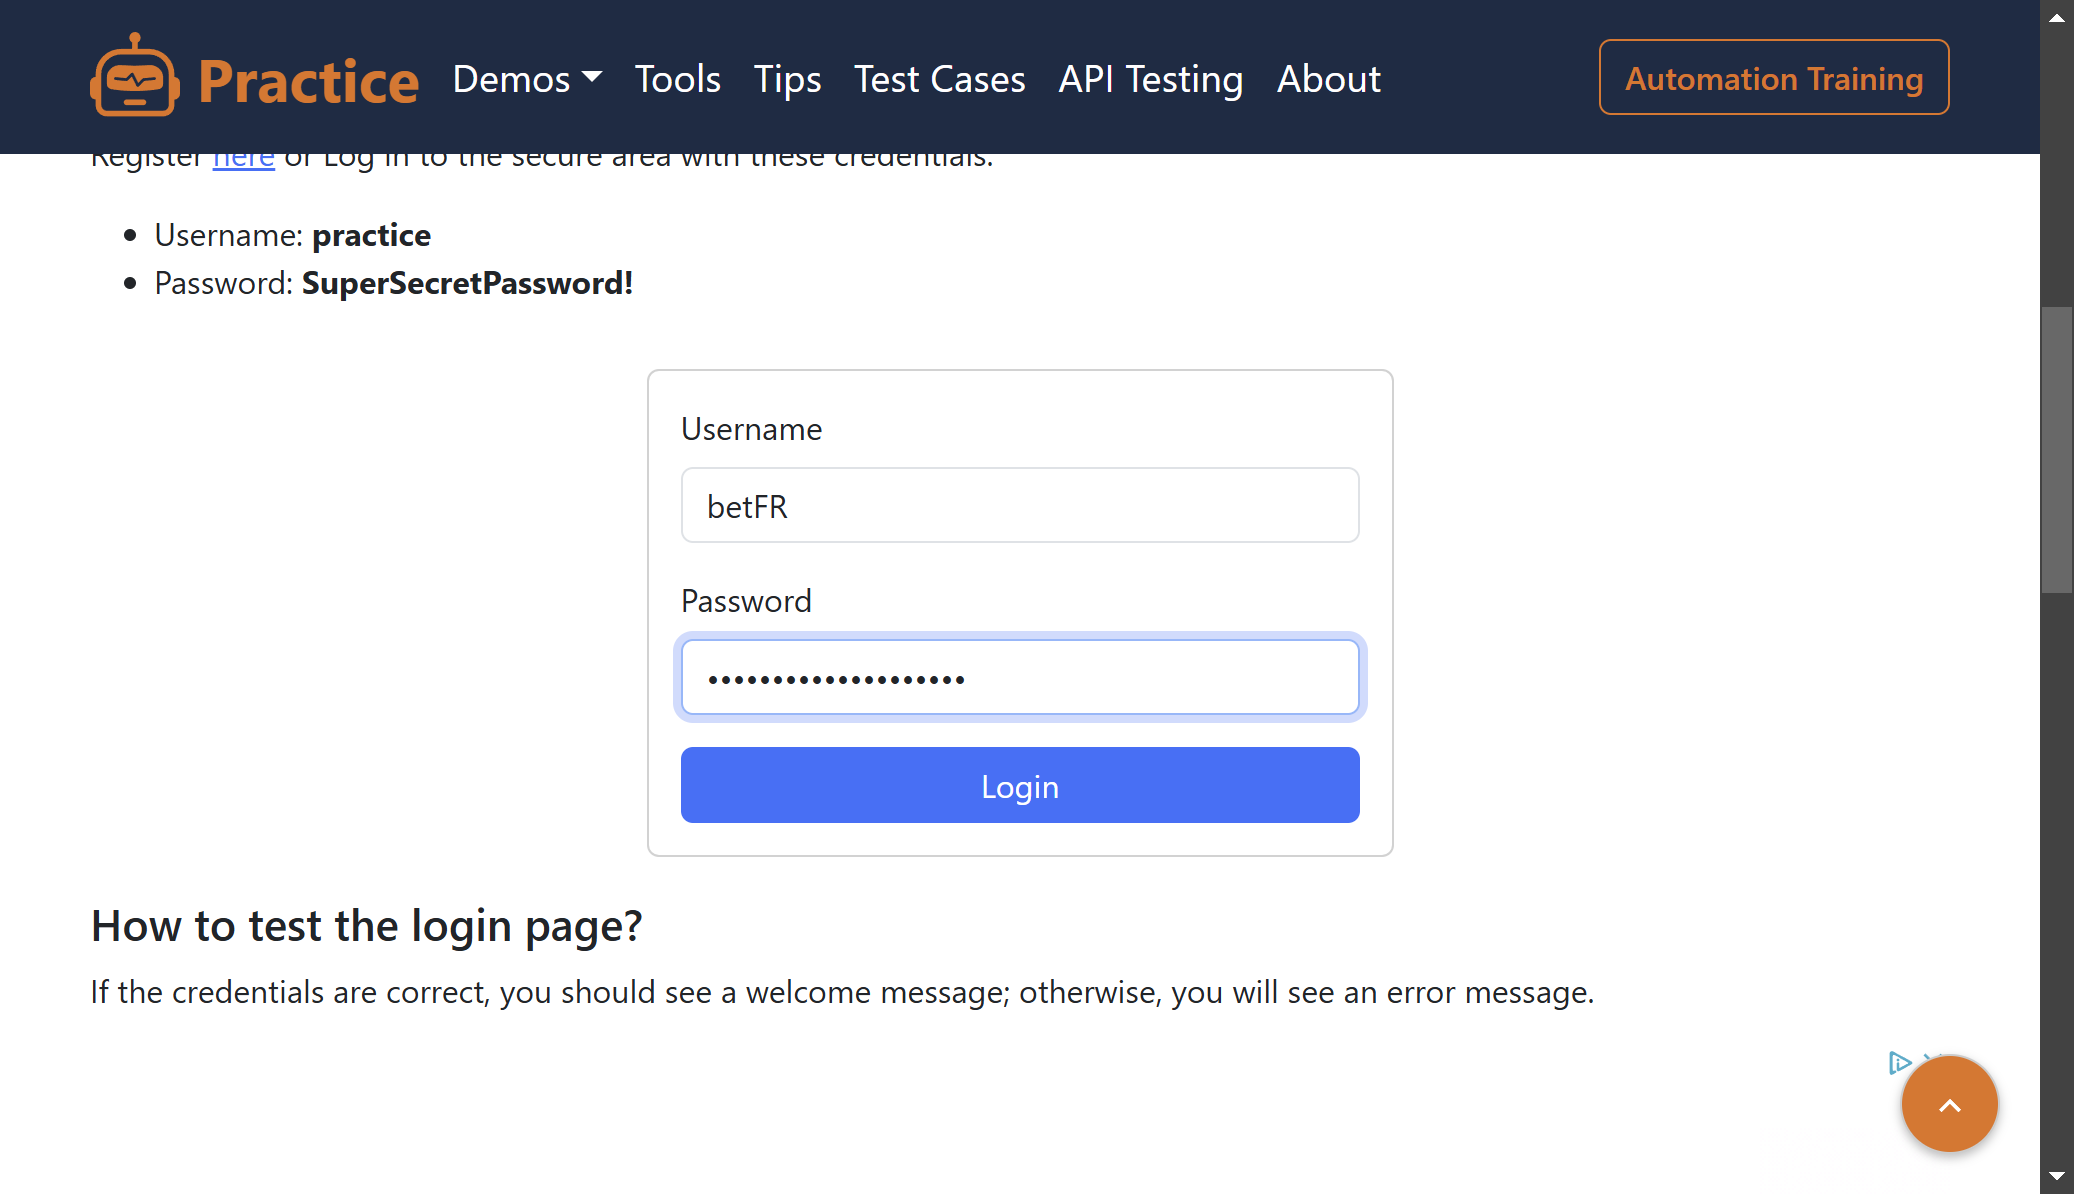 Practice Demos Tools Tips Test Cases API Testing About Automation Training
Register here or Log in to the secure area with these credentials.
• Username: practice
• Password: SuperSecretPassword!
Username
betFR
Password
••••••••••••••••••••
Login
How to test the login page?
If the credentials are correct, you should see a welcome message; otherwise, you will see an error message.